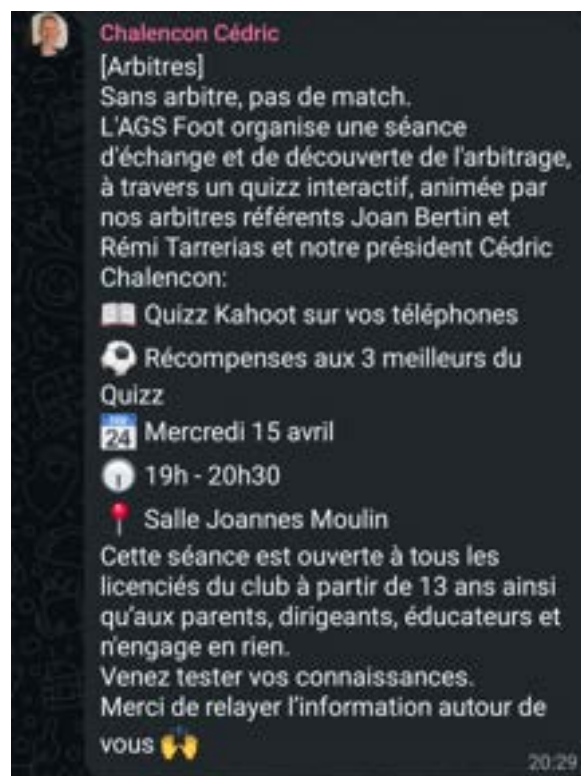 Chalencon Cédric
[Arbitres]
Sans arbitre, pas de match.
L'AGS Foot organise une séance
d'échange et de découverte de l'arbitrage,
à travers un quizz interactif, animée par
nos arbitres référents Joan Bertin et
Rémi Tarrerias et notre président Cédric
Chalencon:
📖 Quizz Kahoot sur vos téléphones
⚽ Récompenses aux 3 meilleurs du
Quizz
24 Mercredi 15 avril
19h - 20h30
📍 Salle Joannes Moulin
Cette séance est ouverte à tous les
licenciés du club à partir de 13 ans ainsi
qu'aux parents, dirigeants, éducateurs et
n'engage en rien.
Venez tester vos connaissances.
Merci de relayer l'information autour de
vous 🙌
20:29